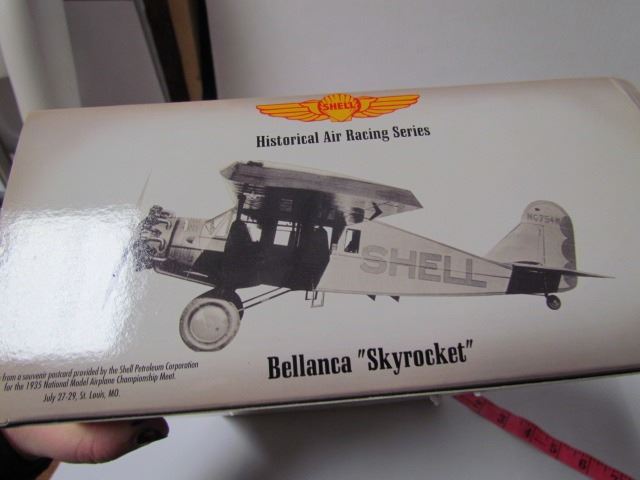 SHELL
Historical Air Racing Series
SHELL
Bellanca "Skyrocket"
from a souvenir postcard provided by the Shell Petroleum Corporation
for the 1935 National Model Airplane Championship Meet.
July 27-29, St. Louis, MO.